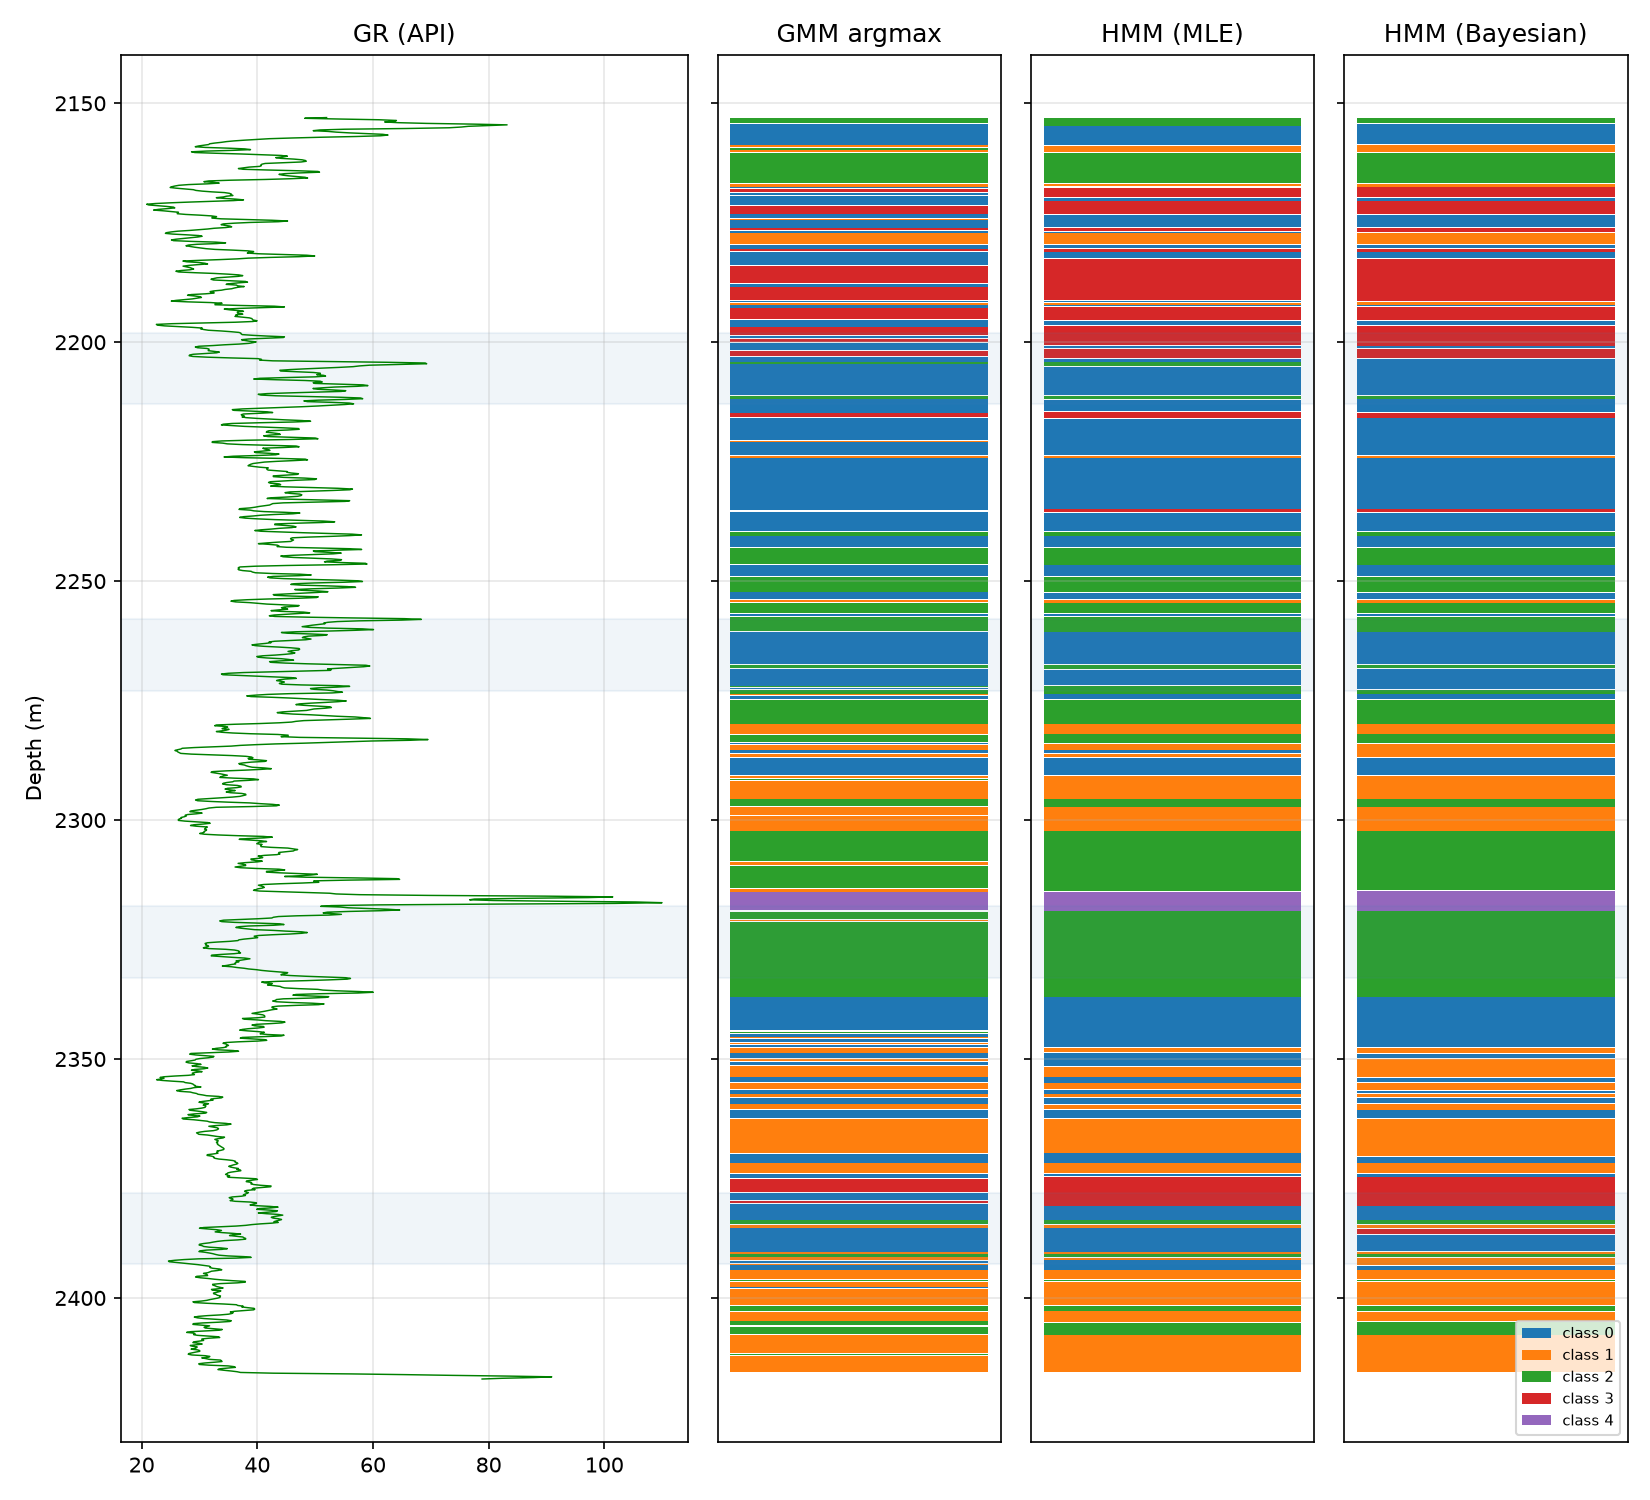 GR (API)
GMM argmax
HMM (MLE)
HMM (Bayesian)
2150
2200
2250
2300
2350
2400
Depth (m)
20
40
60
80
100
class 0
class 1
class 2
class 3
class 4